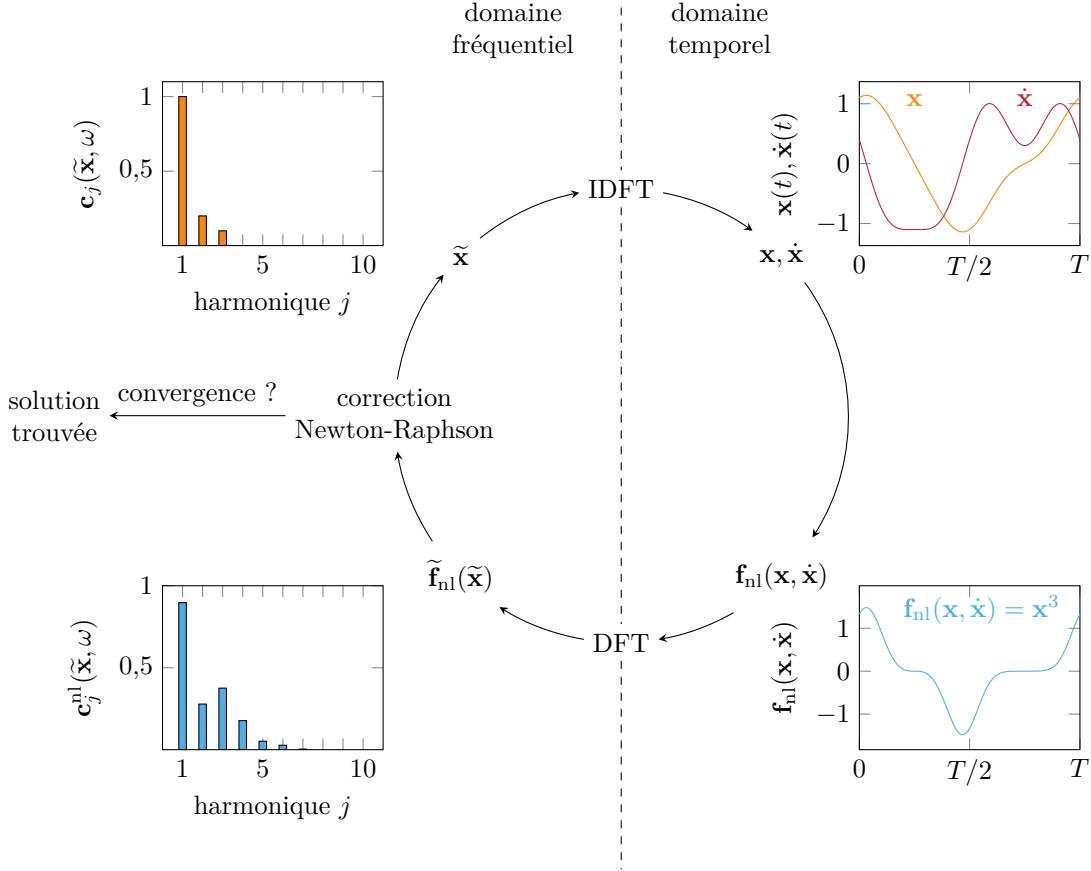 domaine
fréquentiel
domaine
temporel
1
0,5
c_j(x̃, ω)
1 5 10
harmonique j
x ẋ
1
0
−1
x(t), ẋ(t)
0 T/2 T
IDFT
x̃
x, ẋ
convergence ?
solution
trouvée
correction
Newton-Raphson
f̃_nl(x̃)
f_nl(x, ẋ)
DFT
1
0,5
c_j^nl(x̃, ω)
1 5 10
harmonique j
f_nl(x, ẋ) = x³
1
0
−1
f_nl(x, ẋ)
0 T/2 T